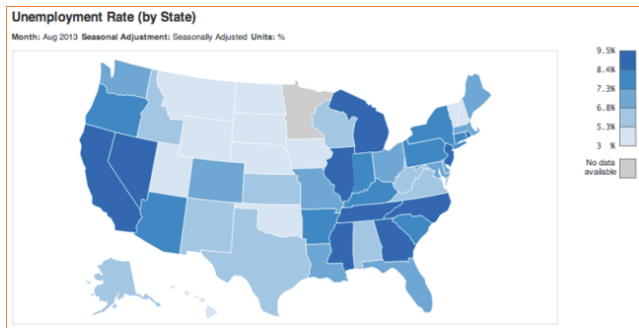 Unemployment Rate (by State)
Month: Aug 2013 Seasonal Adjustment: Seasonally Adjusted Units: %
9.5%
8.4%
7.3%
6.8%
5.3%
3 %
No data
available